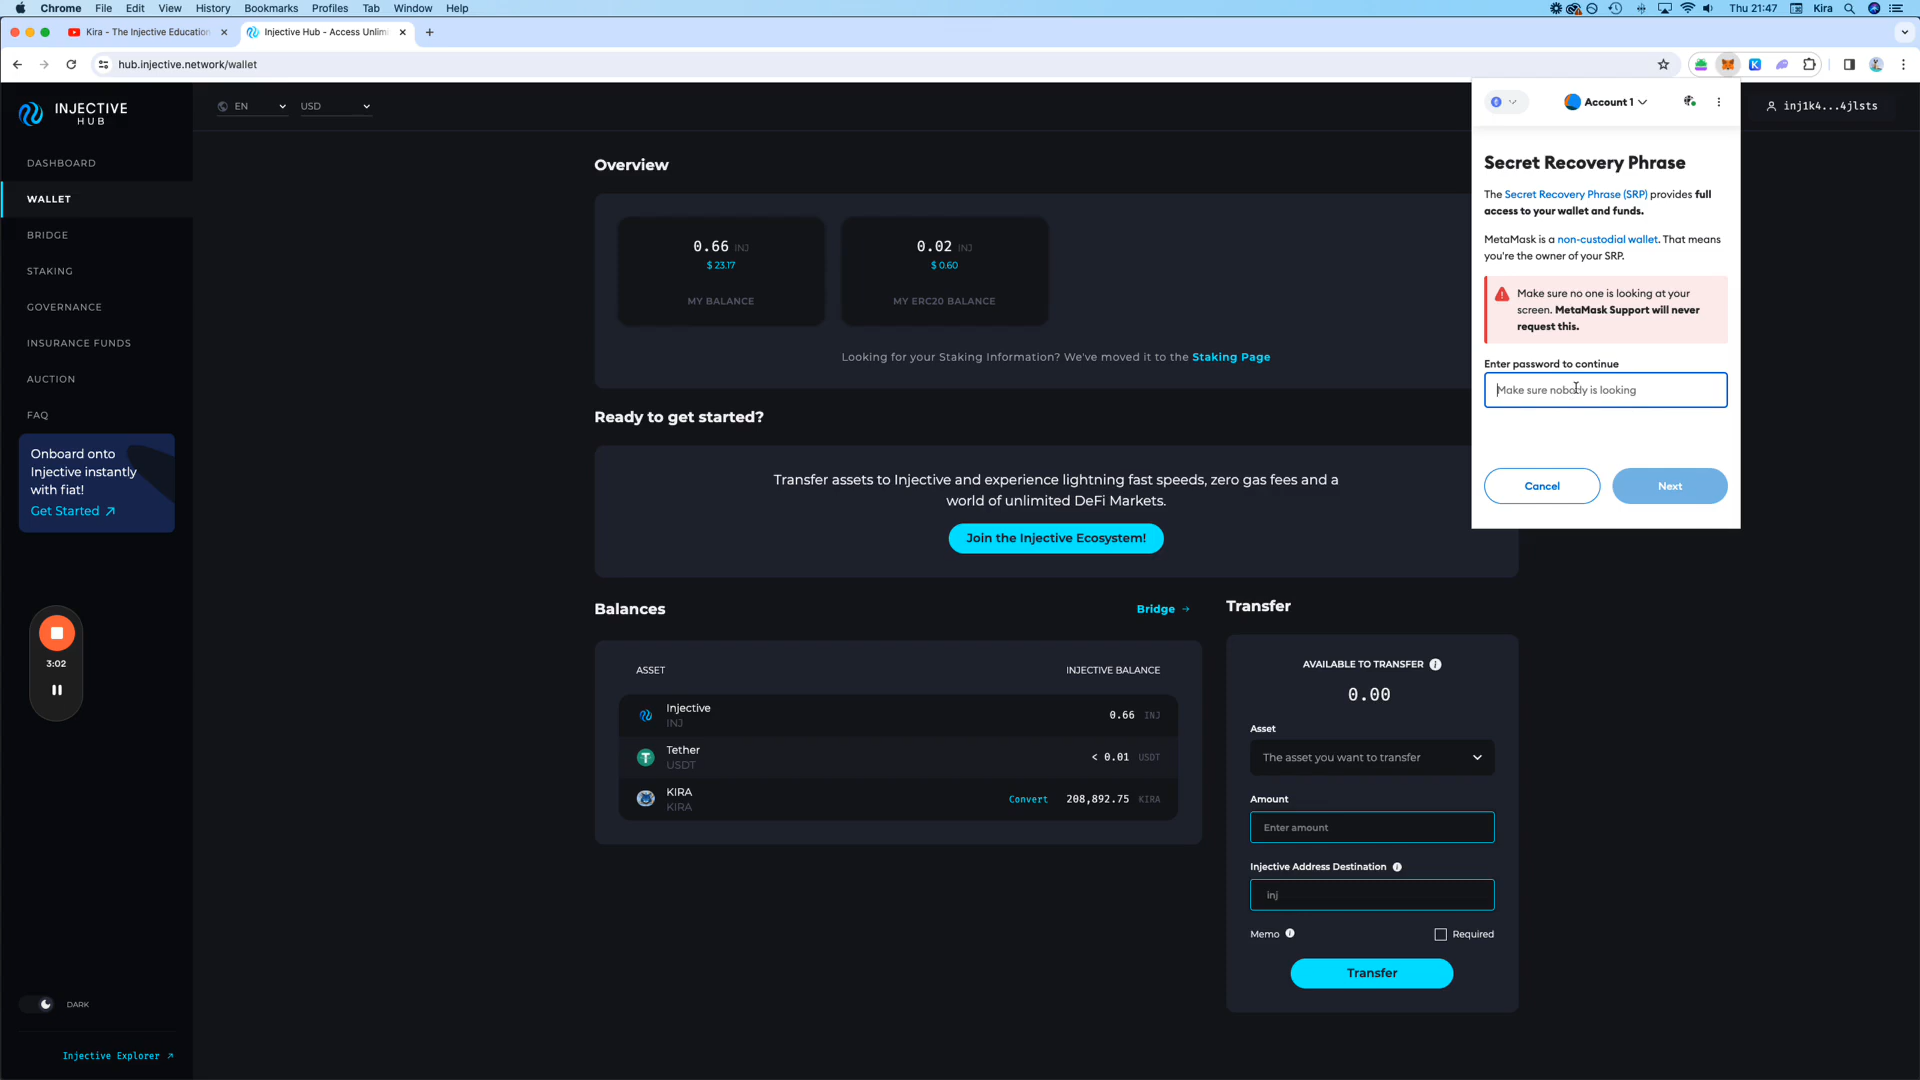 Chrome File Edit View History Bookmarks Profiles Tab Window Help
Thu 21:47 Kira
Kira - The Injective Education
Injective Hub - Access Unlimi
hub.injective.network/wallet
INJECTIVE
HUB
EN
USD
inj1k4...4jlsts
DASHBOARD
WALLET
BRIDGE
STAKING
GOVERNANCE
INSURANCE FUNDS
AUCTION
FAQ
Onboard onto
Injective instantly
with fiat!
Get Started ↗
3:02
DARK
Injective Explorer ↗
Overview
0.66 INJ
$ 23.17
MY BALANCE
0.02 INJ
$ 0.60
MY ERC20 BALANCE
Looking for your Staking Information? We've moved it to the Staking Page
Ready to get started?
Transfer assets to Injective and experience lightning fast speeds, zero gas fees and a
world of unlimited DeFi Markets.
Join the Injective Ecosystem!
Balances
Bridge →
ASSET
INJECTIVE BALANCE
Injective
INJ
0.66 INJ
Tether
USDT
< 0.01 USDT
KIRA
KIRA
Convert 208,892.75 KIRA
Transfer
AVAILABLE TO TRANSFER
0.00
Asset
The asset you want to transfer
Amount
Enter amount
Injective Address Destination
inj
Memo
Required
Transfer
Account 1
Secret Recovery Phrase
The Secret Recovery Phrase (SRP) provides full
access to your wallet and funds.
MetaMask is a non-custodial wallet. That means
you're the owner of your SRP.
Make sure no one is looking at your
screen. MetaMask Support will never
request this.
Enter password to continue
Make sure nobody is looking
Cancel
Next